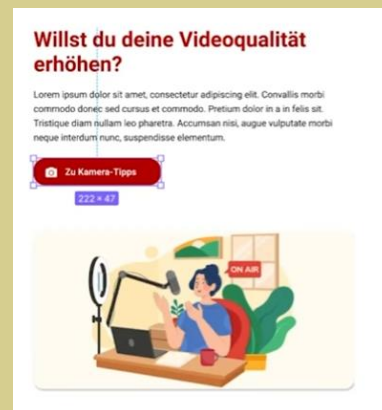 Willst du deine Videoqualität
erhöhen?
Lorem ipsum dolor sit amet, consectetur adipiscing elit. Convallis morbi
commodo donec sed cursus et commodo. Pretium dolor in a in felis sit.
Tristique diam nullam leo pharetra. Accumsan nisi, augue vulputate morbi
neque interdum nunc, suspendisse elementum.
Zu Kamera-Tipps
222 × 47
ON AIR